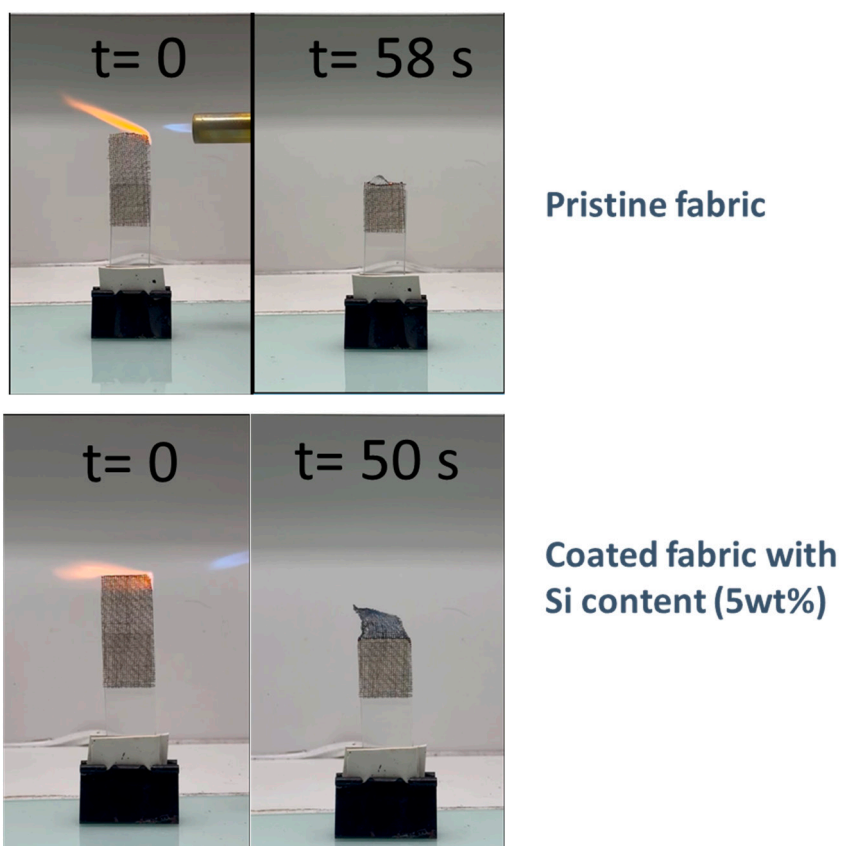 t= 0
t= 58 s
Pristine fabric
t= 0
t= 50 s
Coated fabric with
Si content (5wt%)